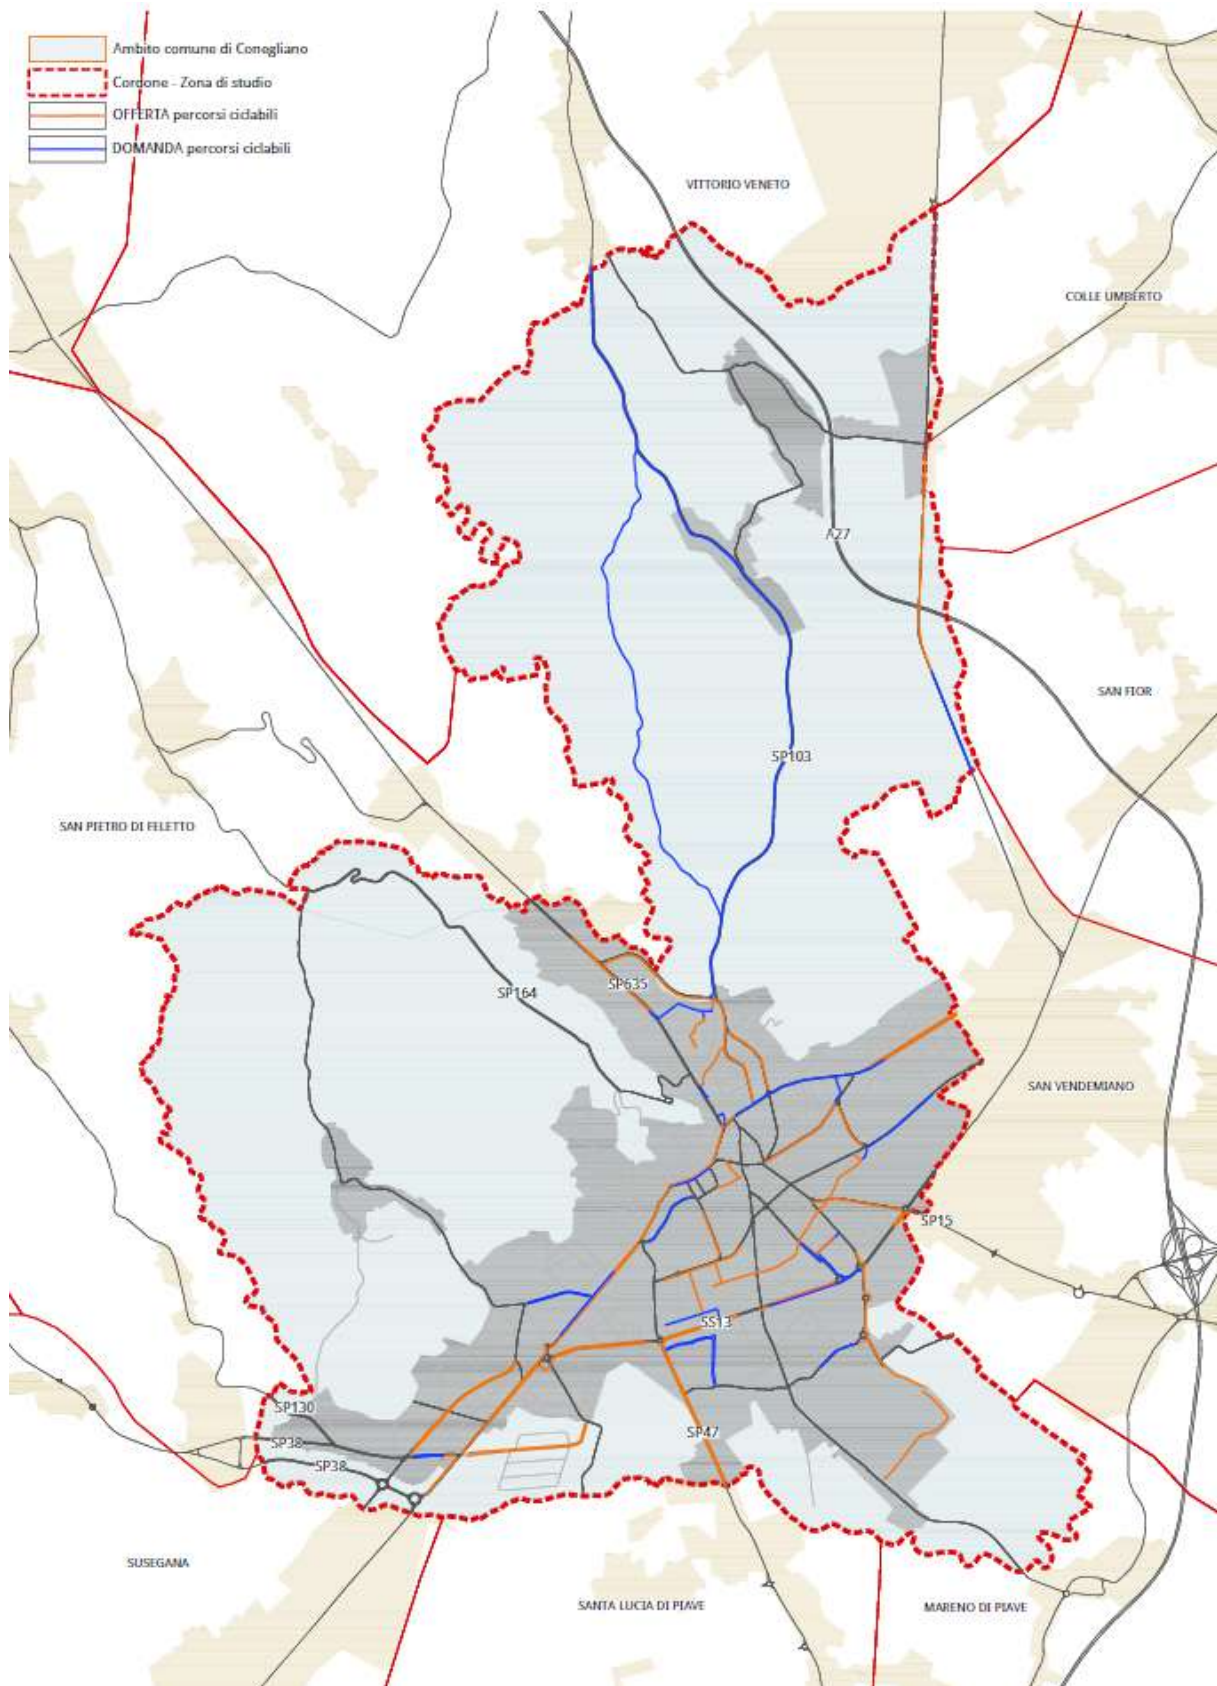 Ambito comune di Conegliano
Cordone - Zona di studio
OFFERTA percorsi ciclabili
DOMANDA percorsi ciclabili
VITTORIO VENETO
COLLE UMBERTO
A27
SAN FIOR
SP103
SAN PIETRO DI FELETTO
SP635
SP164
SAN VENDEMIANO
SP15
SS13
SP130
SP47
SP38
SP38
SUSEGANA
SANTA LUCIA DI PIAVE
MARENO DI PIAVE